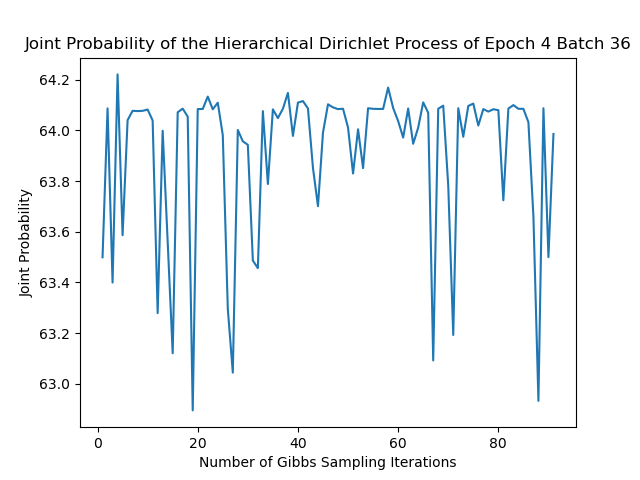 Joint Probability of the Hierarchical Dirichlet Process of Epoch 4 Batch 36
64.2
64.0
63.8
63.6
63.4
63.2
63.0
Joint Probability
0 20 40 60 80
Number of Gibbs Sampling Iterations